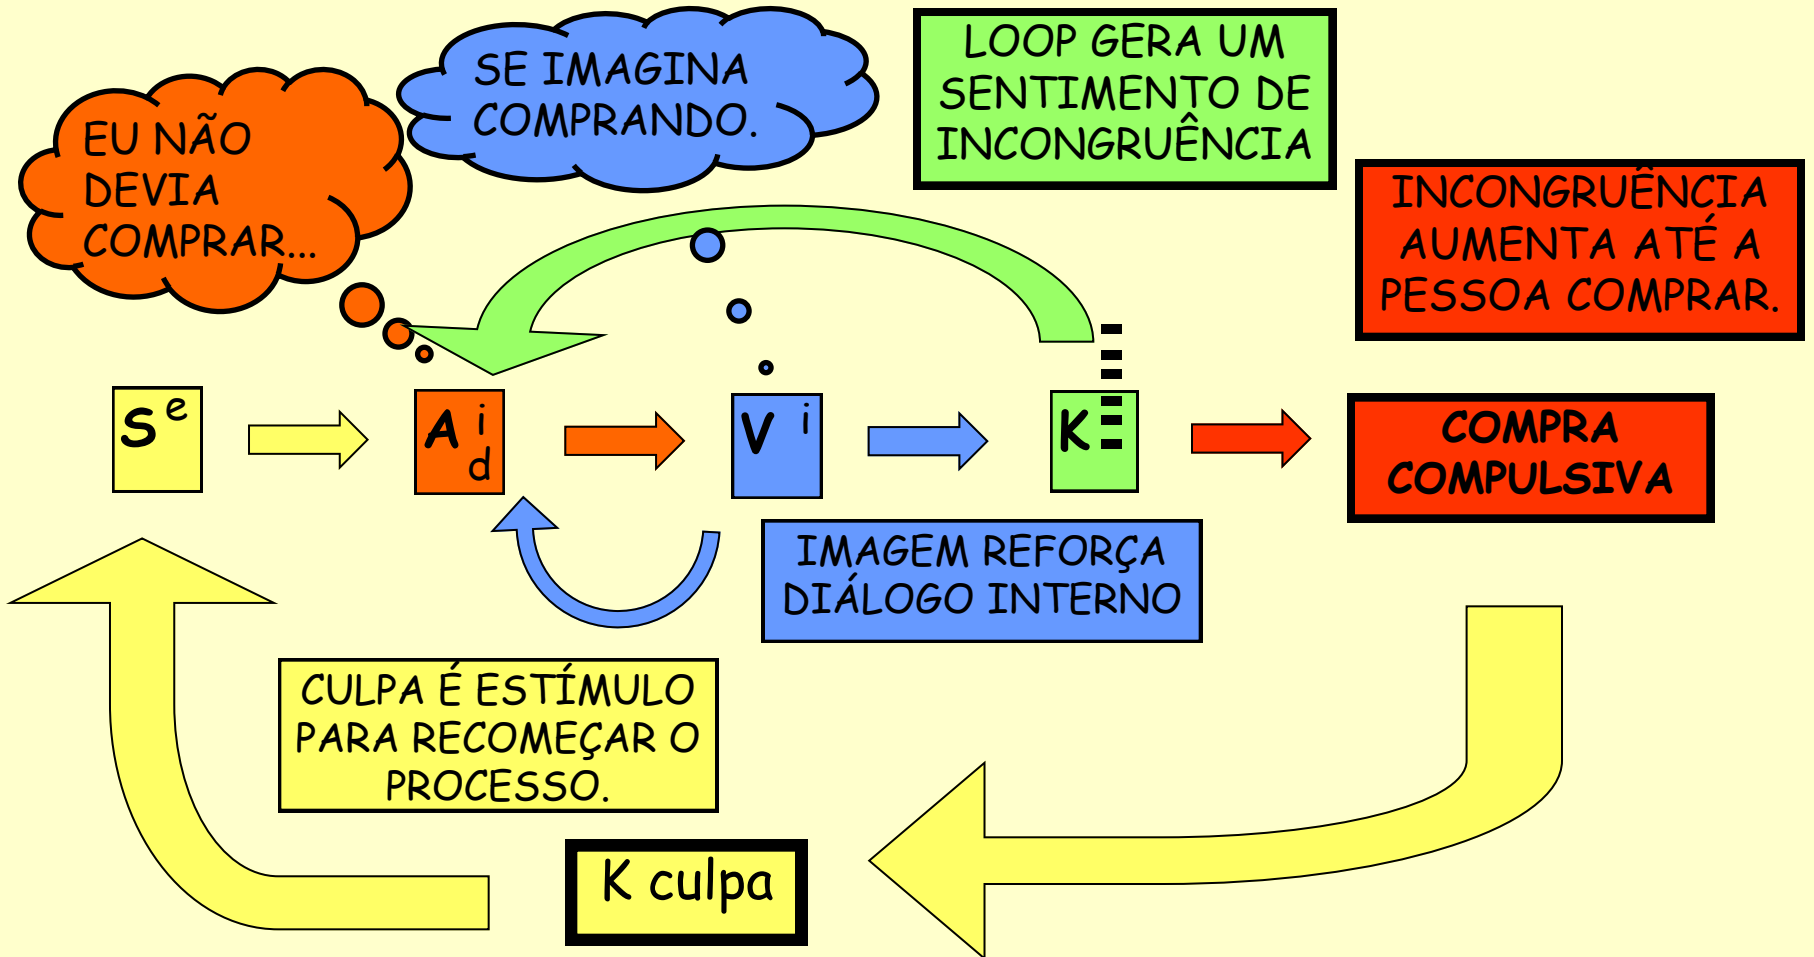 SE IMAGINA
COMPRANDO.
LOOP GERA UM
SENTIMENTO DE
INCONGRUÊNCIA
EU NÃO
DEVIA
COMPRAR...
INCONGRUÊNCIA
AUMENTA ATÉ A
PESSOA COMPRAR.
S e
A i
d
V i
K
COMPRA
COMPULSIVA
IMAGEM REFORÇA
DIÁLOGO INTERNO
CULPA É ESTÍMULO
PARA RECOMEÇAR O
PROCESSO.
K culpa